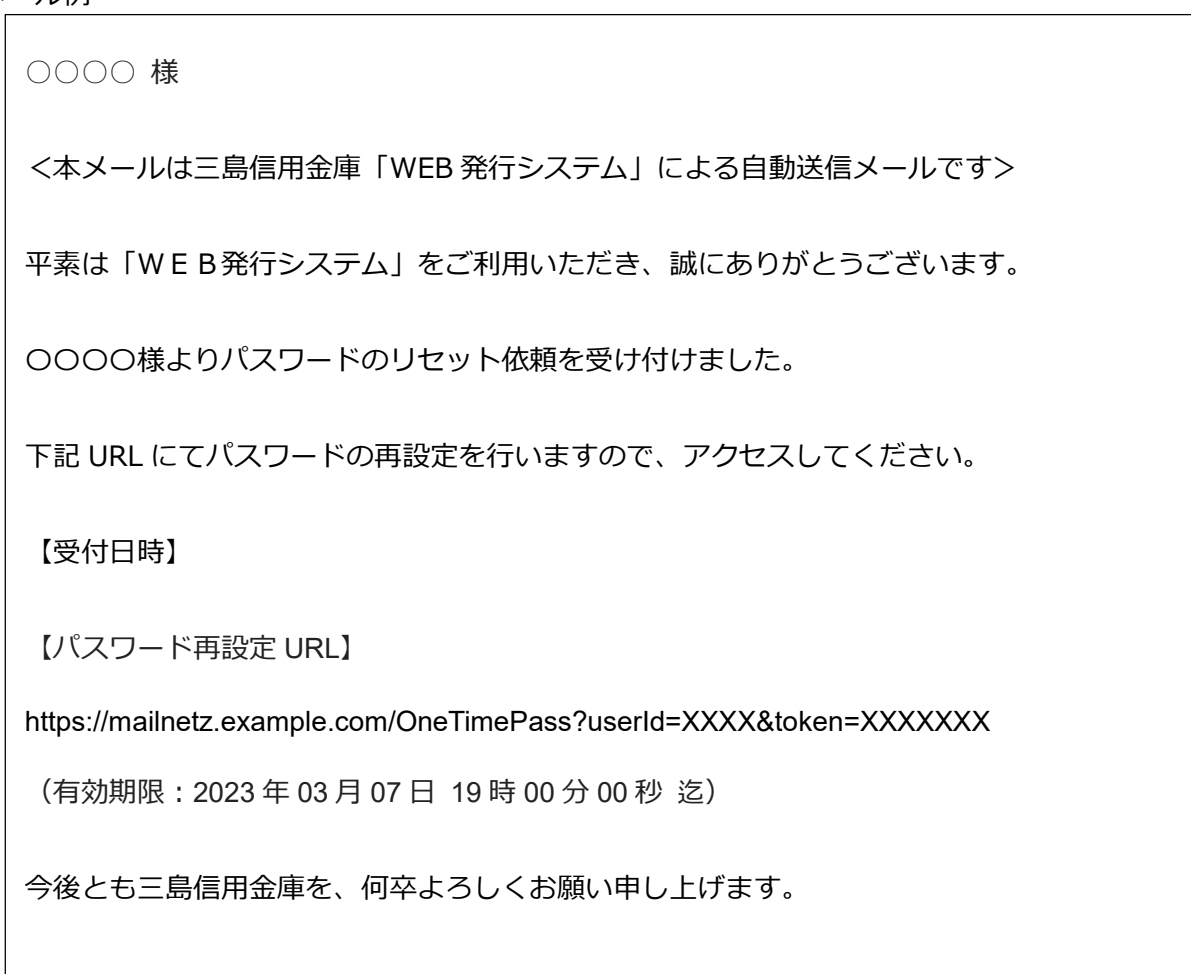 ール例
○○○○ 様
＜本メールは三島信用金庫「WEB 発行システム」による自動送信メールです＞
平素は「ＷＥＢ発行システム」をご利用いただき、誠にありがとうございます。
〇〇〇〇様よりパスワードのリセット依頼を受け付けました。
下記 URL にてパスワードの再設定を行いますので、アクセスしてください。
【受付日時】
【パスワード再設定 URL】
https://mailnetz.example.com/OneTimePass?userId=XXXX&token=XXXXXXX
（有効期限：2023 年 03 月 07 日 19 時 00 分 00 秒 迄）
今後とも三島信用金庫を、何卒よろしくお願い申し上げます。